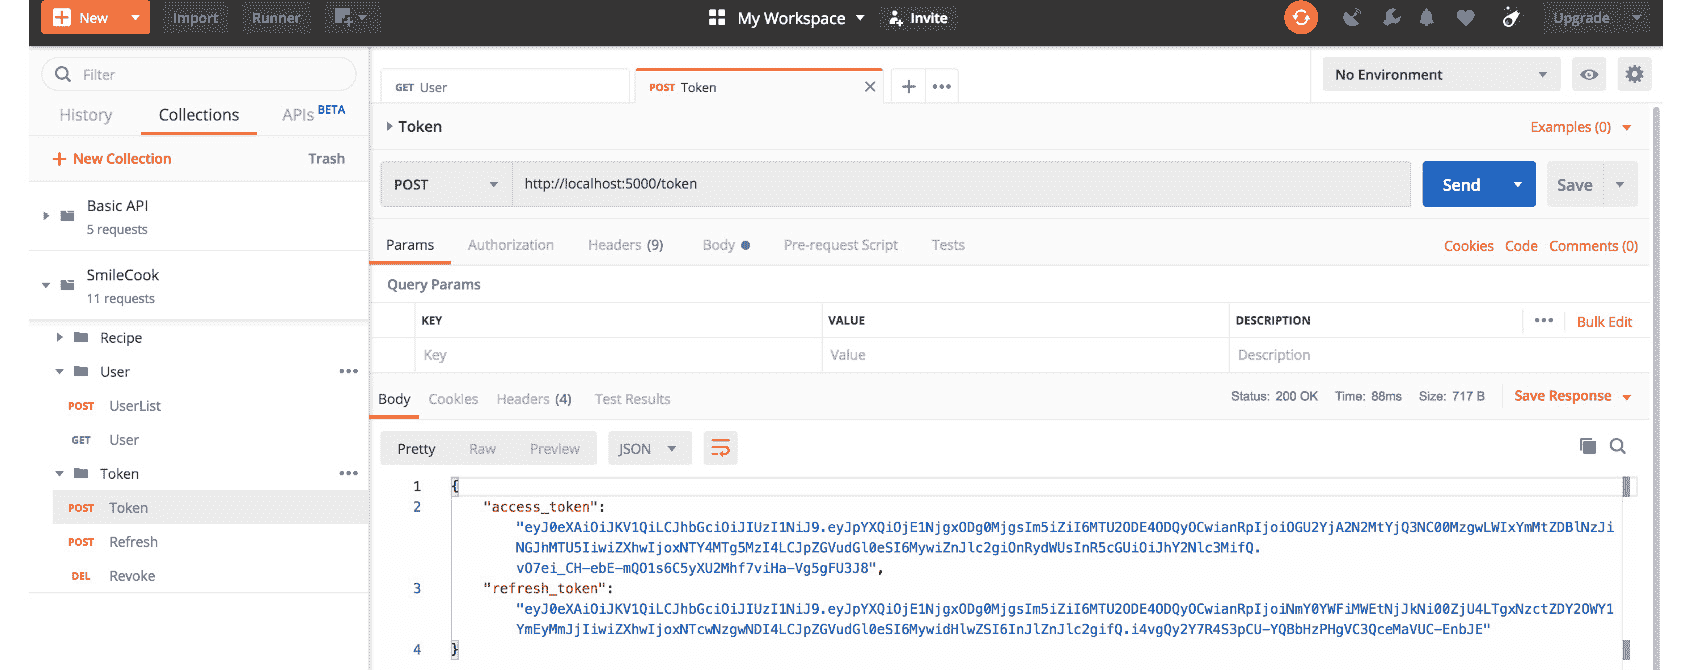 New Import Runner My Workspace Invite Upgrade
Filter
History Collections APIs BETA
New Collection Trash
Basic API
5 requests
SmileCook
11 requests
Recipe
User
POST UserList
GET User
Token
POST Token
POST Refresh
DEL Revoke
GET User POST Token No Environment
Token Examples (0)
POST http://localhost:5000/token Send Save
Params Authorization Headers (9) Body Pre-request Script Tests Cookies Code Comments (0)
Query Params
KEY VALUE DESCRIPTION Bulk Edit
Key Value Description
Body Cookies Headers (4) Test Results Status: 200 OK Time: 88ms Size: 717 B Save Response
Pretty Raw Preview JSON
1 {
2 "access_token":
"eyJ0eXAiOiJKV1QiLCJhbGciOiJIUzI1NiJ9.eyJpYXQiOjE1NjgxODg0MjgsIm5iZiI6MTU2ODE4ODQyOCwianRpIjoiOGU2YjA2N2MtYjQ3NC00MzgwLWIxYmMtZDBlNzJi
NGJhMTU5IiwiZXhwIjoxNTY4MTg5MzI4LCJpZGVudGl0eSI6MywiZnJlc2giOnRydWUsInR5cGUiOiJhY2Nlc3MifQ.
vO7ei_CH-ebE-mQO1s6C5yXU2Mhf7viHa-Vg5gFU3J8",
3 "refresh_token":
"eyJ0eXAiOiJKV1QiLCJhbGciOiJIUzI1NiJ9.eyJpYXQiOjE1NjgxODg0MjgsIm5iZiI6MTU2ODE4ODQyOCwianRpIjoiNmY0YWFiMWEtNjJkNi00ZjU4LTgxNzctZDY2OWY1
YmEyMmJjIiwiZXhwIjoxNTcwNzgwNDI4LCJpZGVudGl0eSI6MywidHlwZSI6InJlZnJlc2gifQ.i4vgQy2Y7R4S3pCU-YQBbHzPHgVC3QceMaVUC-EnbJE"
4 }